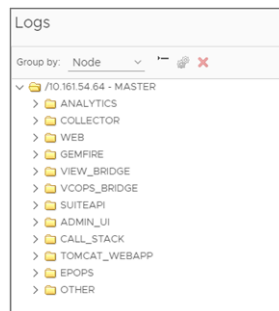 Logs
Group by: Node
/10.161.54.64 - MASTER
ANALYTICS
COLLECTOR
WEB
GEMFIRE
VIEW_BRIDGE
VCOPS_BRIDGE
SUITEAPI
ADMIN_UI
CALL_STACK
TOMCAT_WEBAPP
EPOPS
OTHER